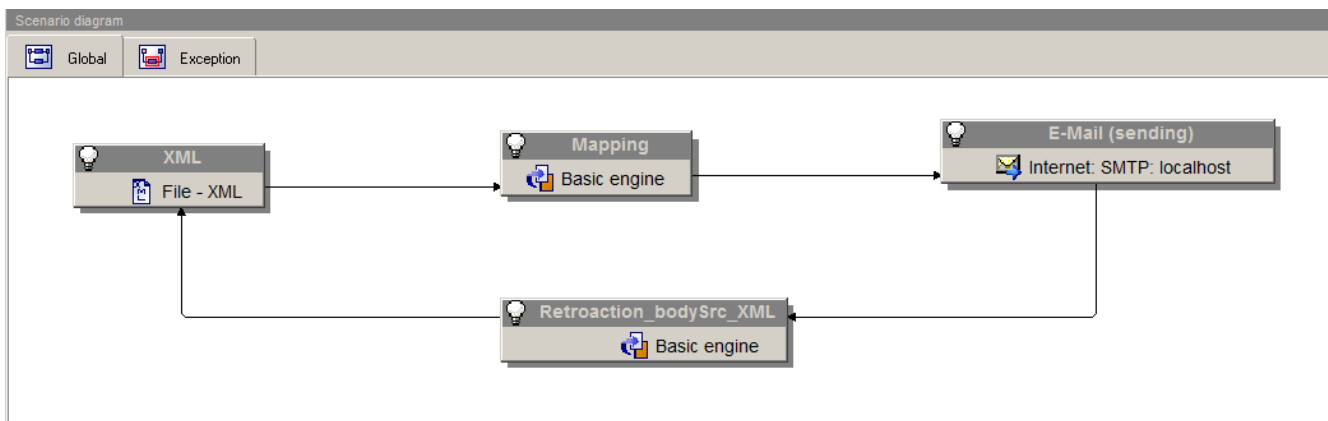 Scenario diagram
Global
Exception
XML
File - XML
Mapping
Basic engine
E-Mail (sending)
Internet: SMTP: localhost
Retroaction_bodySrc_XML
Basic engine